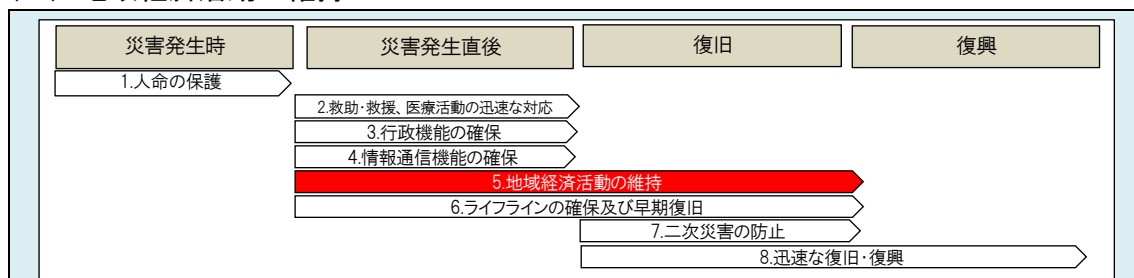 災害発生時
災害発生直後
復旧
復興
1.人命の保護
2.救助・救援、医療活動の迅速な対応
3.行政機能の確保
4.情報通信機能の確保
5.地域経済活動の維持
6.ライフラインの確保及び早期復旧
7.二次災害の防止
8.迅速な復旧・復興